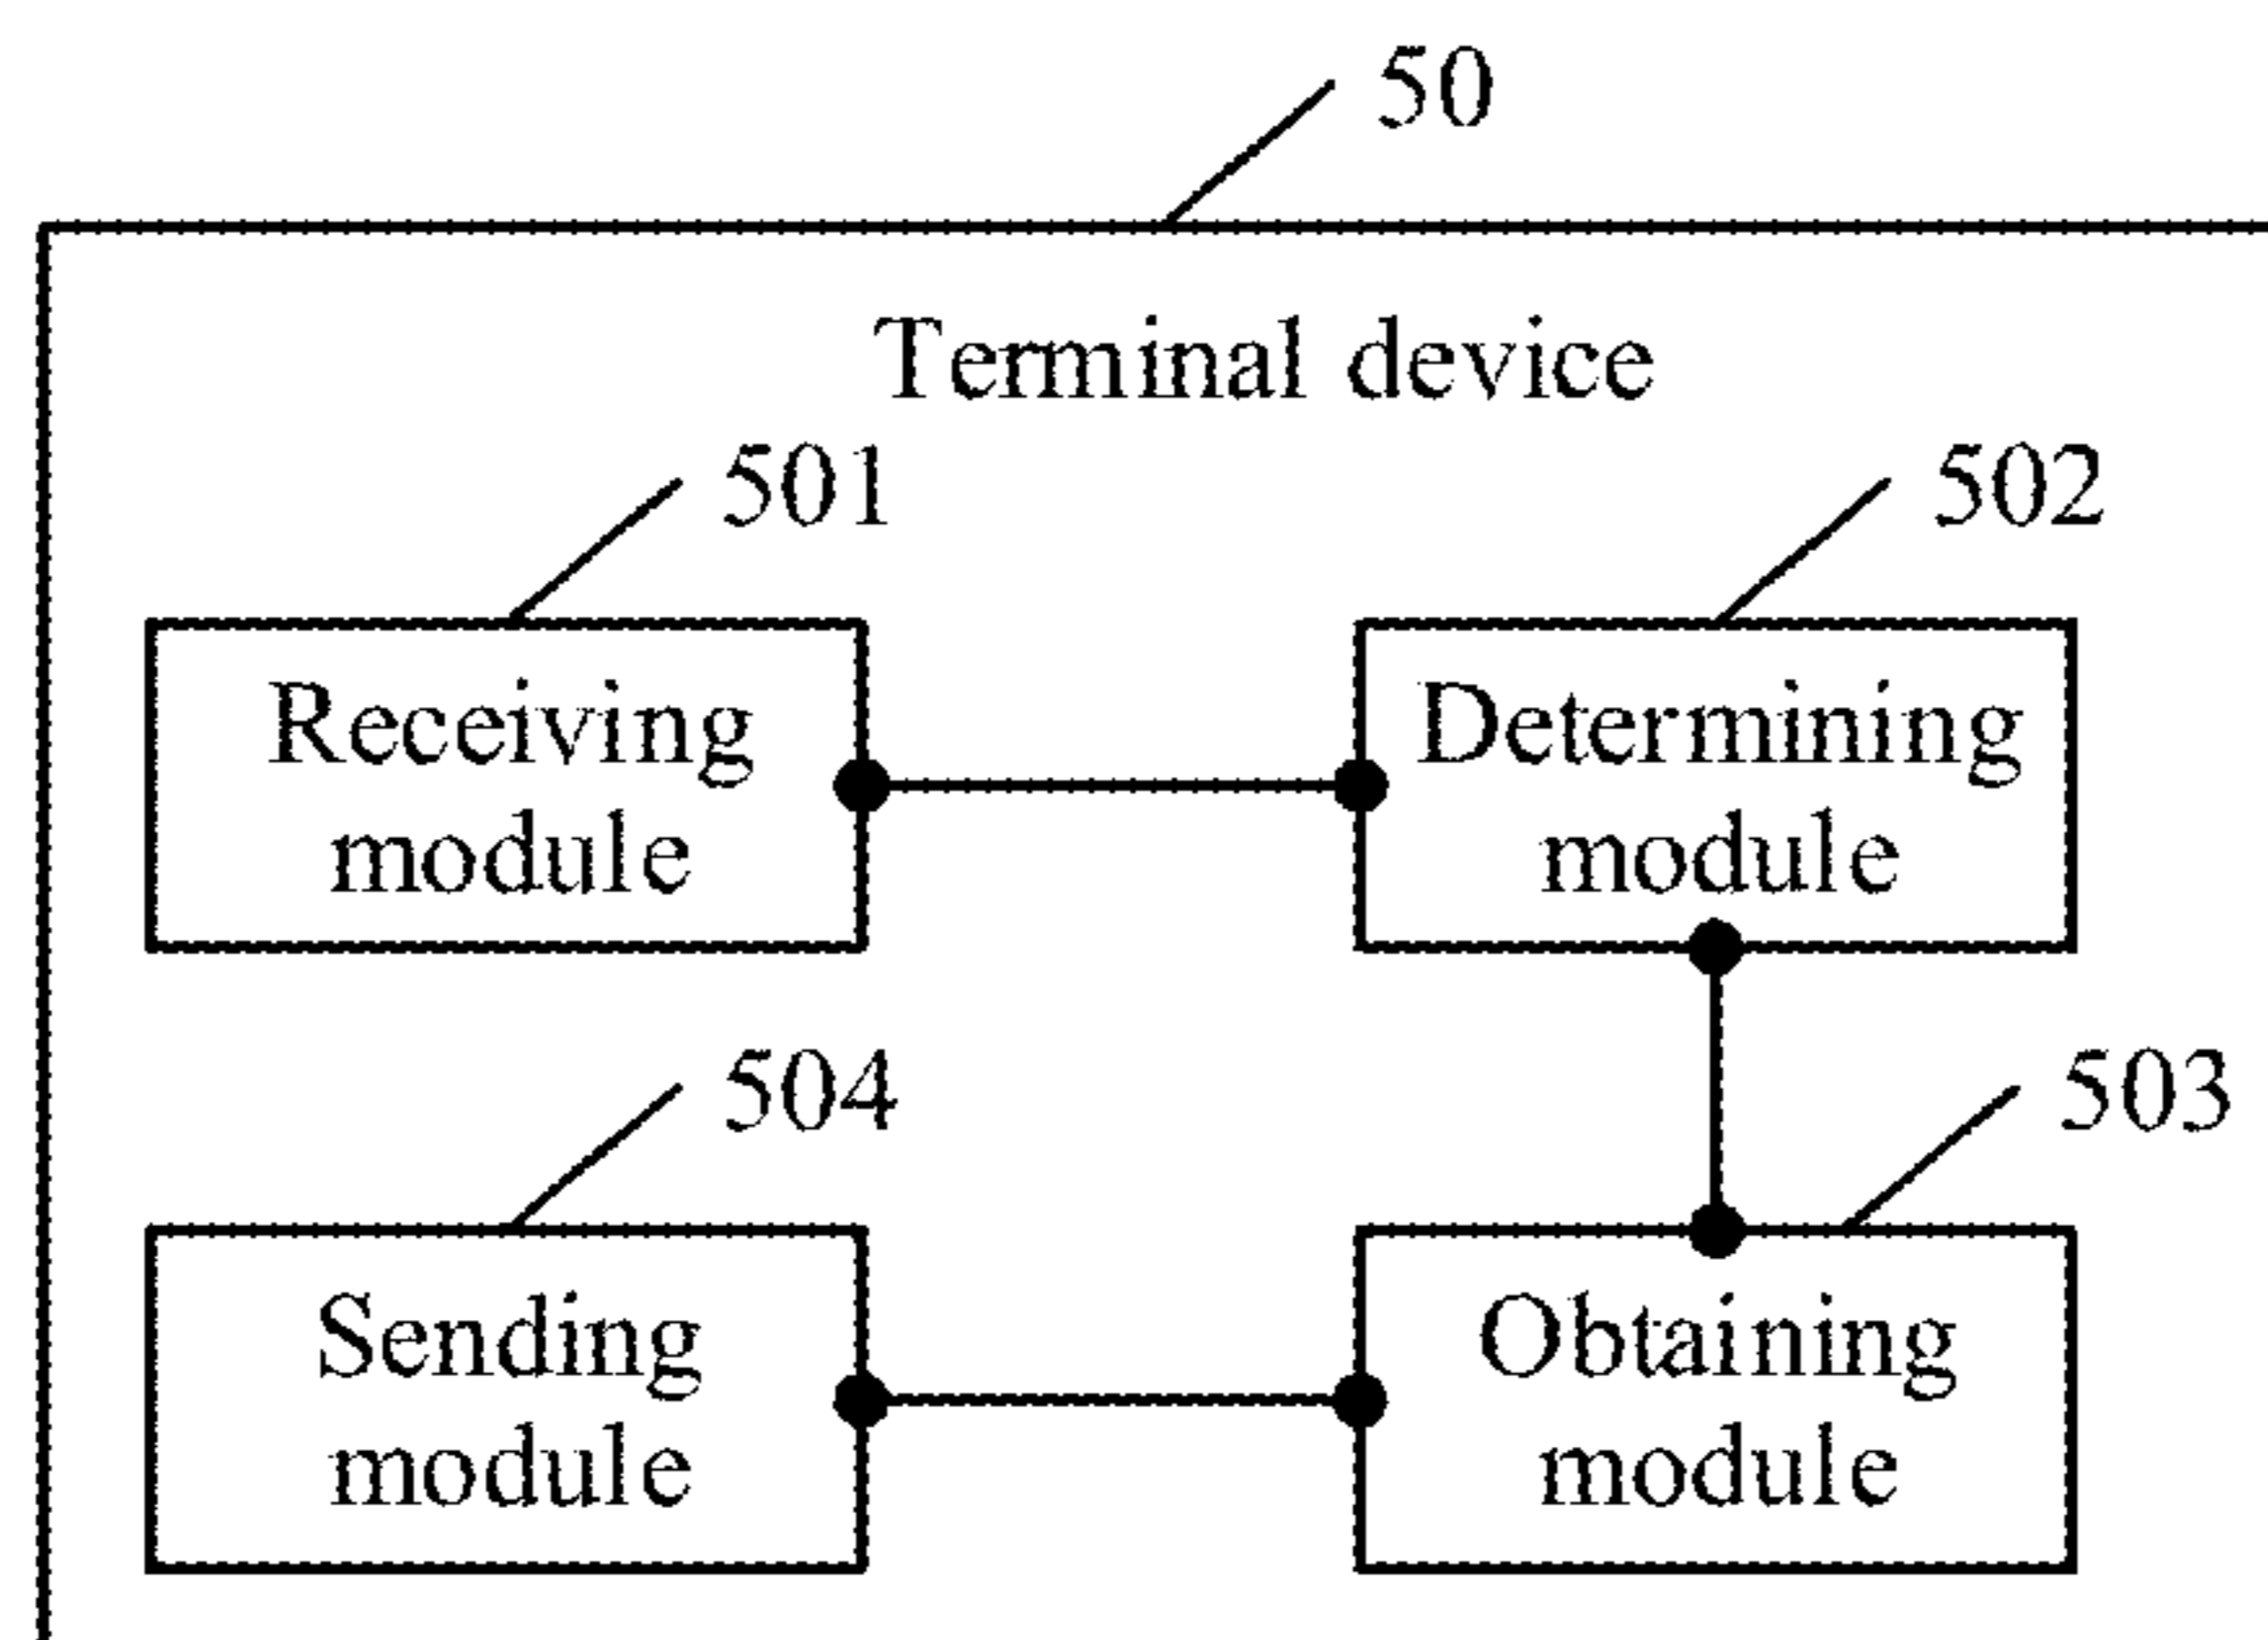 50
Terminal device
501
502
Receiving
module
Determining
module
504
503
Sending
module
Obtaining
module